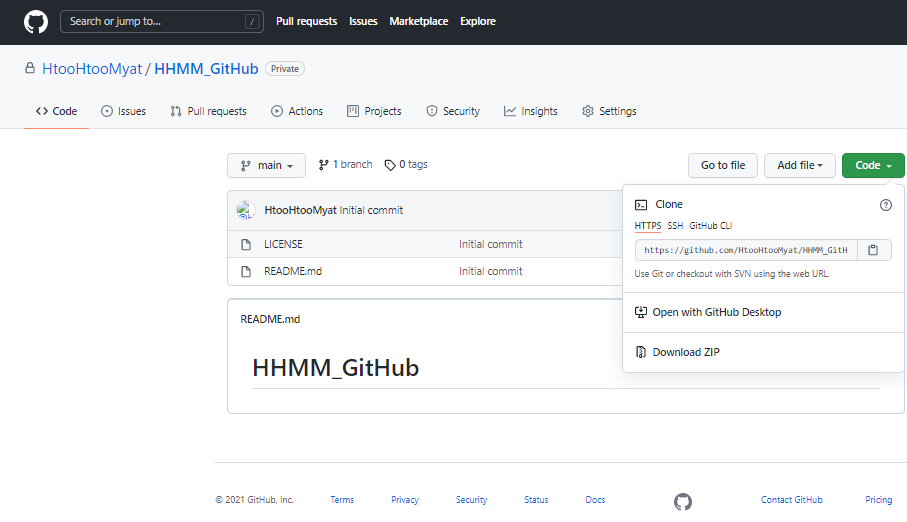 Search or jump to... /
Pull requests Issues Marketplace Explore
HtooHtooMyat / HHMM_GitHub Private
Code Issues Pull requests Actions Projects Security Insights Settings
main 1 branch 0 tags Go to file Add file Code
HtooHtooMyat Initial commit
LICENSE Initial commit
README.md Initial commit
Clone
HTTPS SSH GitHub CLI
https://github.com/HtooHtooMyat/HHMM_GitH
Use Git or checkout with SVN using the web URL.
Open with GitHub Desktop
Download ZIP
README.md
HHMM_GitHub
© 2021 GitHub, Inc. Terms Privacy Security Status Docs Contact GitHub Pricing